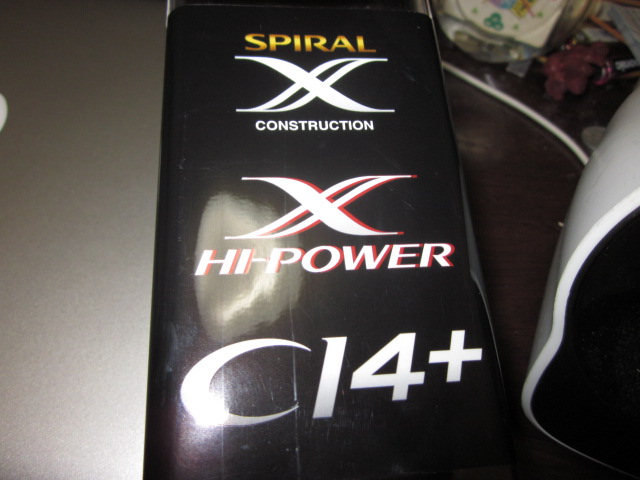 SPIRAL
X
CONSTRUCTION
X
HI-POWER
CI4+